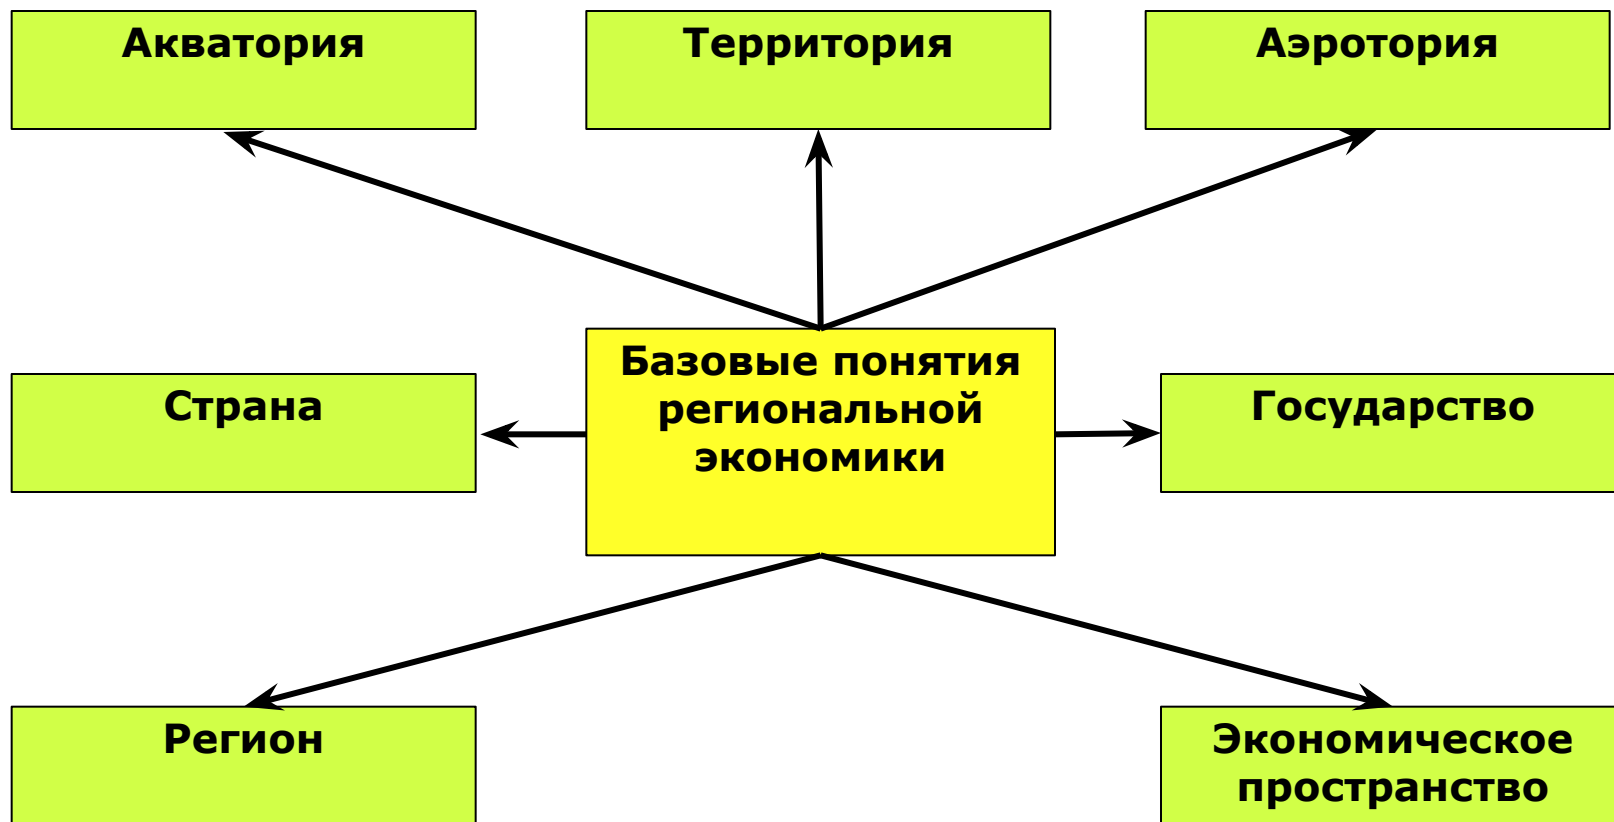 Акватория
Территория
Аэротория
Базовые понятия
региональной
экономики
Страна
Государство
Регион
Экономическое
пространство